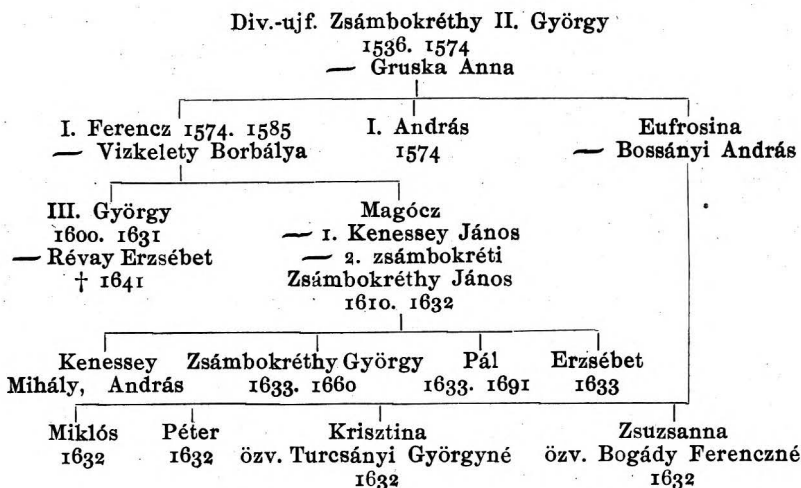 Div.-ujf. Zsámbokréthy II. György
1536. 1574
— Gruska Anna
I. Ferencz 1574. 1585 I. András Eufrosina
— Vizkelety Borbálya 1574 — Bossányi András
III. György Magócz
1600. 1631 — 1. Kenessey János
— Révay Erzsébet — 2. zsámbokréti
† 1641 Zsámbokréthy János
1610. 1632
Kenessey Zsámbokréthy György Pál Erzsébet
Mihály, András 1633. 1660 1633. 1691 1633
Miklós Péter Krisztina Zsuzsanna
1632 1632 özv. Turcsányi Györgyné özv. Bogády Ferenczné
1632 1632